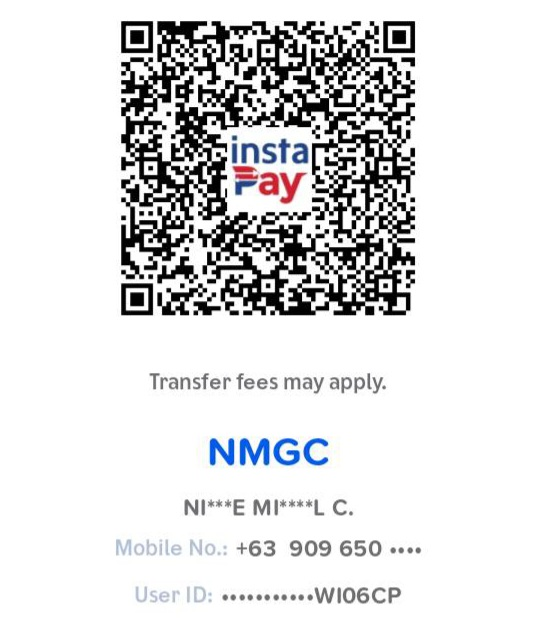 insta
Pay
Transfer fees may apply.
NMGC
NI***E MI****L C.
Mobile No.: +63 909 650 ••••
User ID: •••••••••••WI06CP